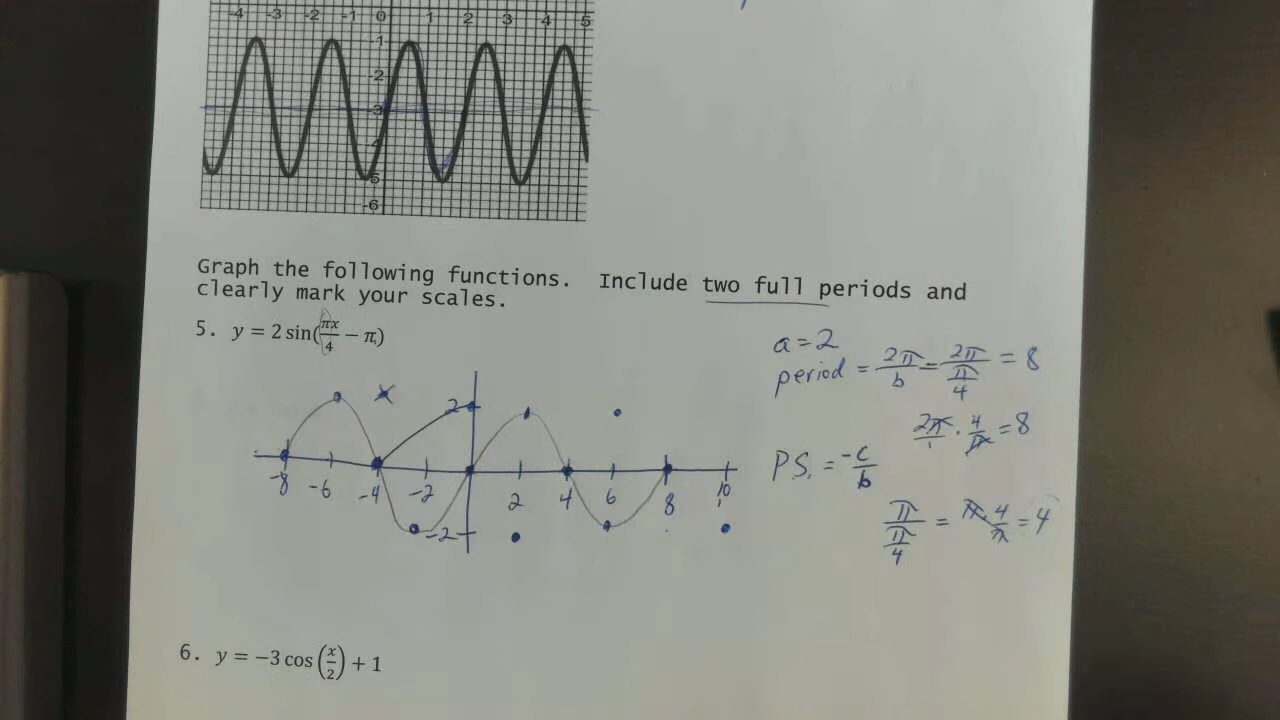 -4 -3 -2 -1 0 1 2 3 4 5
-1
-2
-3
4
-5
-6
Graph the following functions. Include two full periods and
clearly mark your scales.
5. y = 2 sin(πx/4 − π)
a = 2
period = 2π/b = 2π/(π/4) = 8
2π/1 · 4/π = 8
P.S. = -c/b
π/(π/4) = π · 4/π = 4
2
-8 -6 -4 -2 2 4 6 8 10
-2
6. y = −3 cos(x/2) + 1